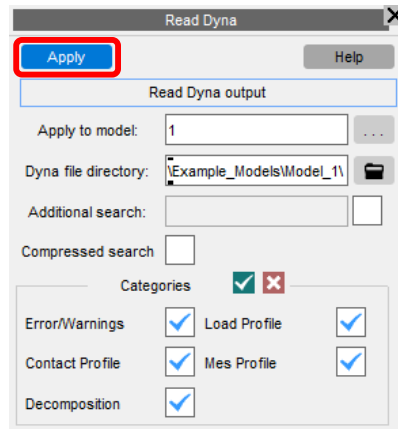 Read Dyna
Apply Help
Read Dyna output
Apply to model: 1 ...
Dyna file directory: \Example_Models\Model_1\
Additional search:
Compressed search
Categories
Error/Warnings Load Profile
Contact Profile Mes Profile
Decomposition